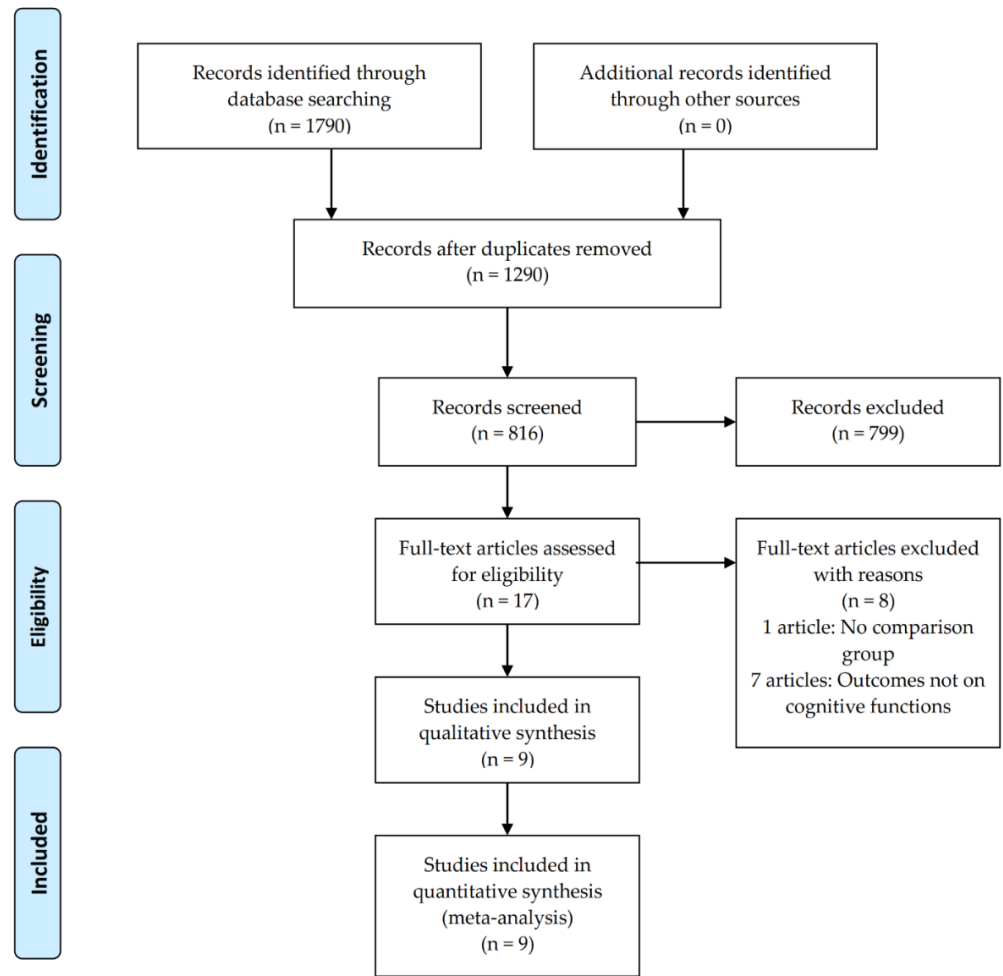 Identification
Records identified through
database searching
(n = 1790)
Additional records identified
through other sources
(n = 0)
Records after duplicates removed
(n = 1290)
Screening
Records screened
(n = 816)
Records excluded
(n = 799)
Eligibility
Full-text articles assessed
for eligibility
(n = 17)
Full-text articles excluded
with reasons
(n = 8)
1 article: No comparison
group
7 articles: Outcomes not on
cognitive functions
Studies included in
qualitative synthesis
(n = 9)
Included
Studies included in
quantitative synthesis
(meta-analysis)
(n = 9)